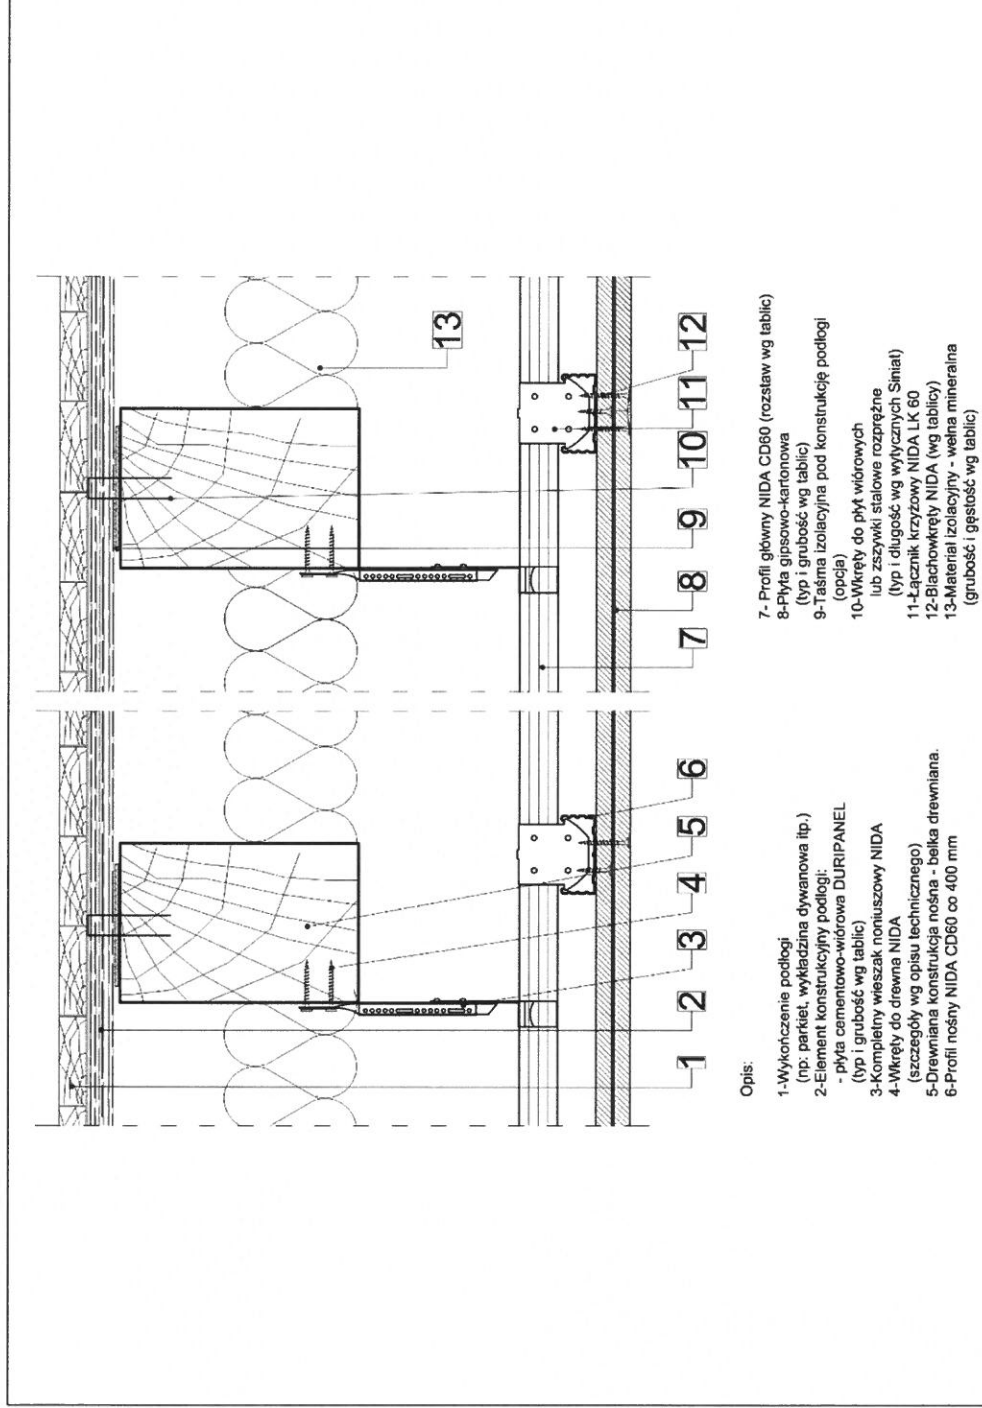 1
2
3
4
5
6
7
8
9
10
11
12
13
Opis:
1-Wykończenie podłogi
(np: parkiet, wykładzina dywanowa itp.)
2-Element konstrukcyjny podłogi:
- płyta cementowo-wiórowa DURIPANEL
(typ i grubość wg tablic)
3-Kompletny wieszak noniuszowy NIDA
4-Wkręty do drewna NIDA
(szczegóły wg opisu technicznego)
5-Drewniana konstrukcja nośna - belka drewniana.
6-Profil nośny NIDA CD60 co 400 mm
7- Profil główny NIDA CD60 (rozstaw wg tablic)
8-Płyta gipsowo-kartonowa
(typ i grubość wg tablic)
9-Taśma izolacyjna pod konstrukcję podłogi
(opcja)
10-Wkręty do płyt wiórowych
lub zszywki stalowe rozprężne
(typ i długość wg wytycznych Siniat)
11-Łącznik krzyżowy NIDA LK 60
12-Blachowkręty NIDA (wg tablicy)
13-Materiał izolacyjny - wełna mineralna
(grubość i gęstość wg tablic)